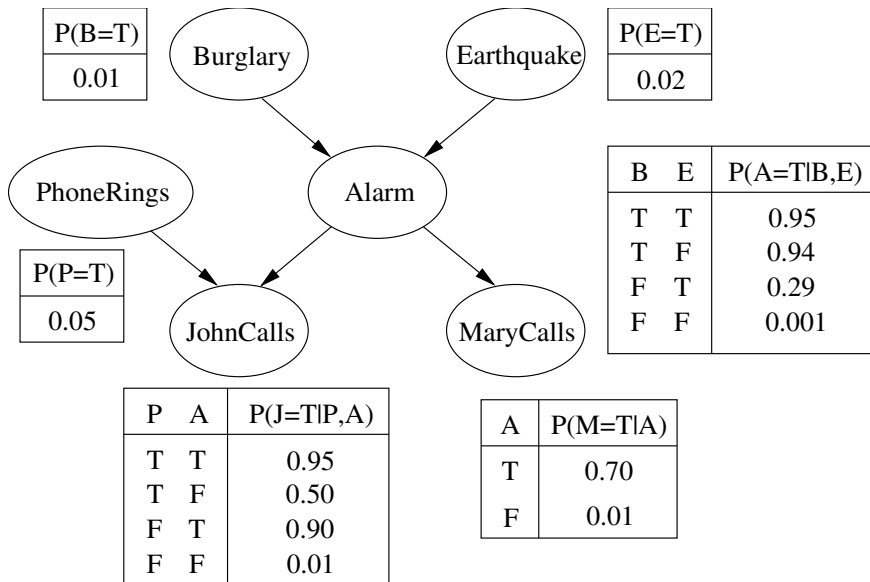 P(B=T)
0.01
Burglary
Earthquake
P(E=T)
0.02
PhoneRings
Alarm
P(P=T)
0.05
JohnCalls
MaryCalls
B E P(A=T|B,E)
T T 0.95
T F 0.94
F T 0.29
F F 0.001
P A P(J=T|P,A)
T T 0.95
T F 0.50
F T 0.90
F F 0.01
A P(M=T|A)
T 0.70
F 0.01